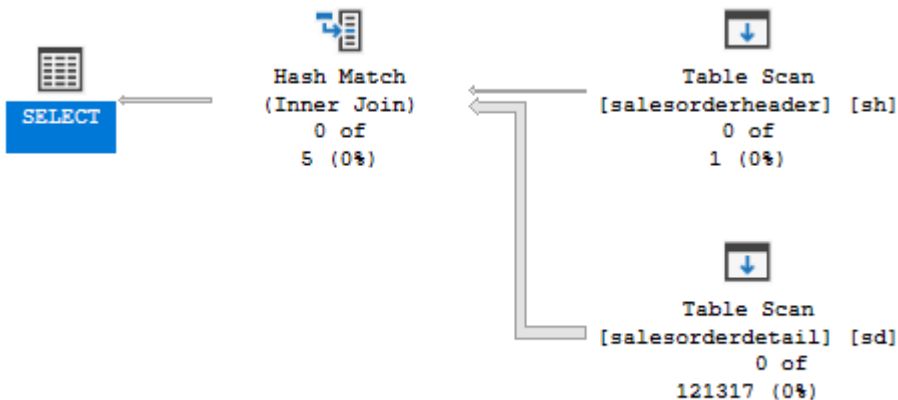 SELECT
Hash Match
(Inner Join)
0 of
5 (0%)
Table Scan
[salesorderheader] [sh]
0 of
1 (0%)
Table Scan
[salesorderdetail] [sd]
0 of
121317 (0%)